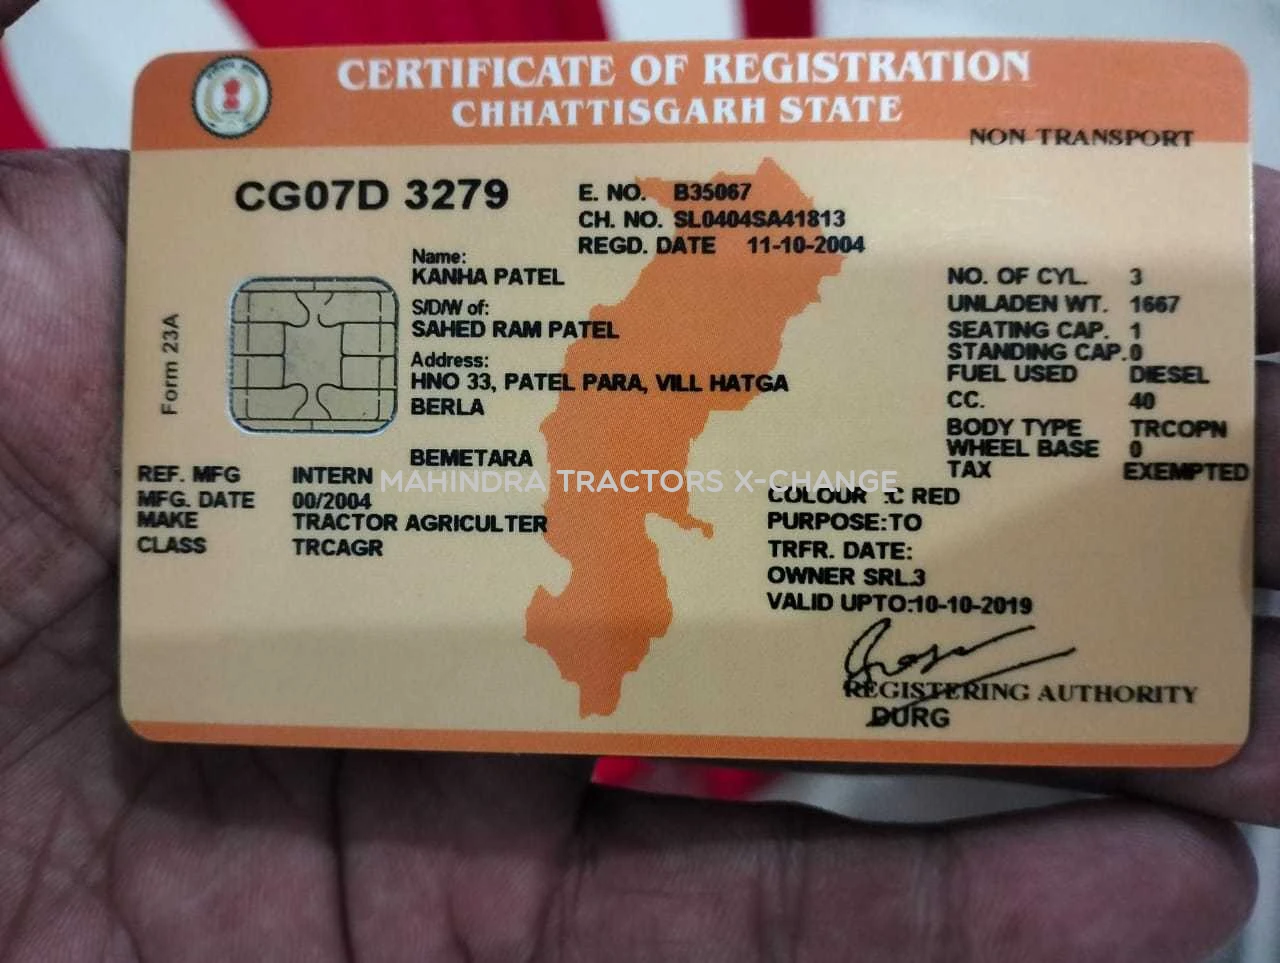 CERTIFICATE OF REGISTRATION
CHHATTISGARH STATE
NON TRANSPORT
CG07D 3279
E. NO. B35067
CH. NO. SL0404SA41813
REGD. DATE 11-10-2004
Name:
KANHA PATEL
S/D/W of:
SAHED RAM PATEL
Address:
HNO 33, PATEL PARA, VILL HATGA
BERLA
BEMETARA
Form 23A
NO. OF CYL. 3
UNLADEN WT. 1667
SEATING CAP. 1
STANDING CAP. 0
FUEL USED DIESEL
CC. 40
BODY TYPE TRCOPN
WHEEL BASE 0
TAX EXEMPTED
REF. MFG INTERN
MFG. DATE 00/2004
MAKE TRACTOR AGRICULTER
CLASS TRCAGR
MAHINDRA TRACTORS X-CHANGE
COLOUR :C RED
PURPOSE:TO
TRFR. DATE:
OWNER SRL.3
VALID UPTO:10-10-2019
REGISTERING AUTHORITY
DURG